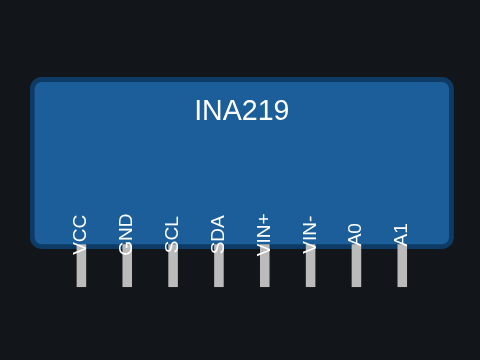 INA219
VCC
GND
SCL
SDA
VIN+
VIN-
A0
A1